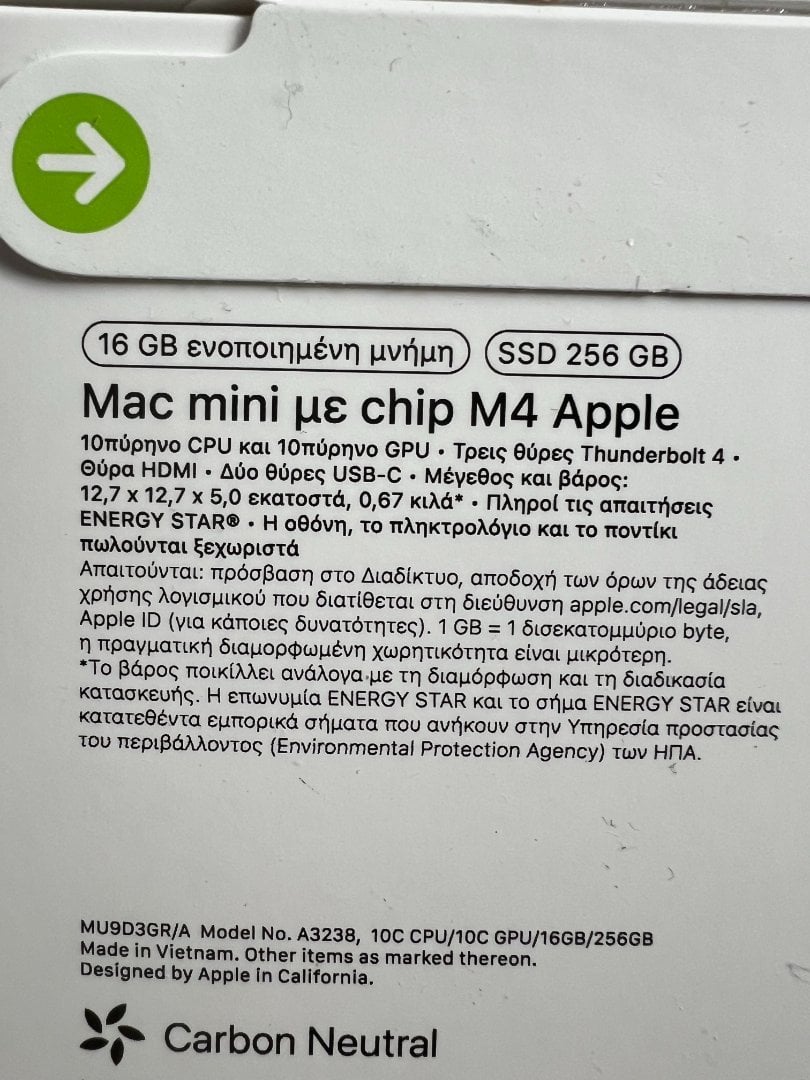 16 GB ενοποιημένη μνήμη SSD 256 GB
Mac mini με chip M4 Apple
10πύρηνο CPU και 10πύρηνο GPU • Τρεις θύρες Thunderbolt 4 •
Θύρα HDMI • Δύο θύρες USB-C • Μέγεθος και βάρος:
12,7 x 12,7 x 5,0 εκατοστά, 0,67 κιλά* • Πληροί τις απαιτήσεις
ENERGY STAR® • Η οθόνη, το πληκτρολόγιο και το ποντίκι
πωλούνται ξεχωριστά
Απαιτούνται: πρόσβαση στο Διαδίκτυο, αποδοχή των όρων της άδειας
χρήσης λογισμικού που διατίθεται στη διεύθυνση apple.com/legal/sla,
Apple ID (για κάποιες δυνατότητες). 1 GB = 1 δισεκατομμύριο byte,
η πραγματική διαμορφωμένη χωρητικότητα είναι μικρότερη.
*Το βάρος ποικίλλει ανάλογα με τη διαμόρφωση και τη διαδικασία
κατασκευής. Η επωνυμία ENERGY STAR και το σήμα ENERGY STAR είναι
κατατεθέντα εμπορικά σήματα που ανήκουν στην Υπηρεσία προστασίας
του περιβάλλοντος (Environmental Protection Agency) των ΗΠΑ.
MU9D3GR/A Model No. A3238, 10C CPU/10C GPU/16GB/256GB
Made in Vietnam. Other items as marked thereon.
Designed by Apple in California.
Carbon Neutral